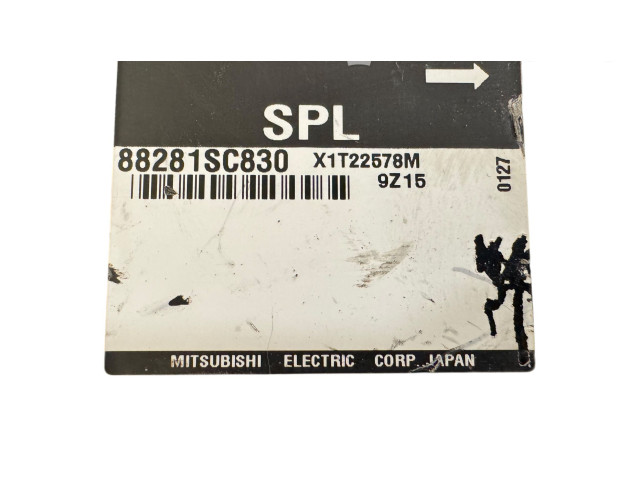 SPL
88281SC830 X1T22578M
9Z15
0127
MITSUBISHI ELECTRIC CORP. JAPAN